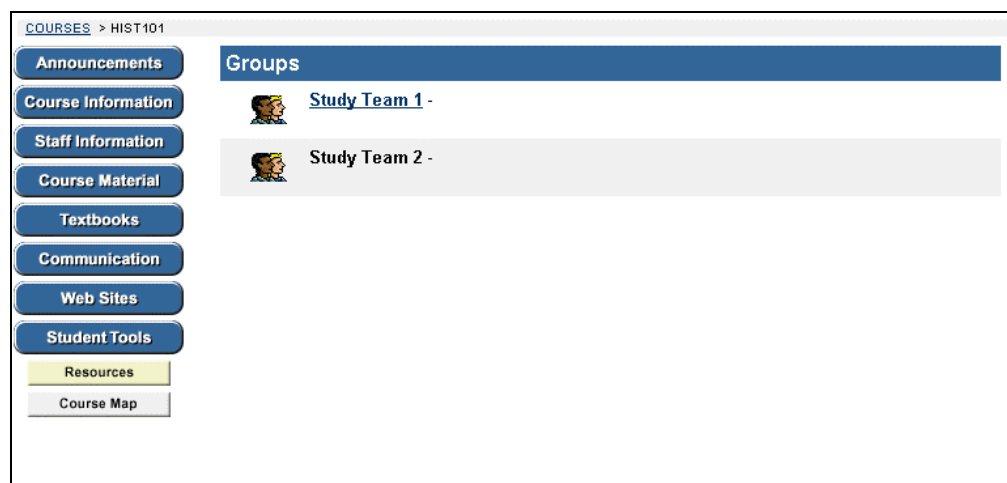 COURSES > HIST101
Announcements
Course Information
Staff Information
Course Material
Textbooks
Communication
Web Sites
Student Tools
Resources
Course Map
Groups
Study Team 1 -
Study Team 2 -